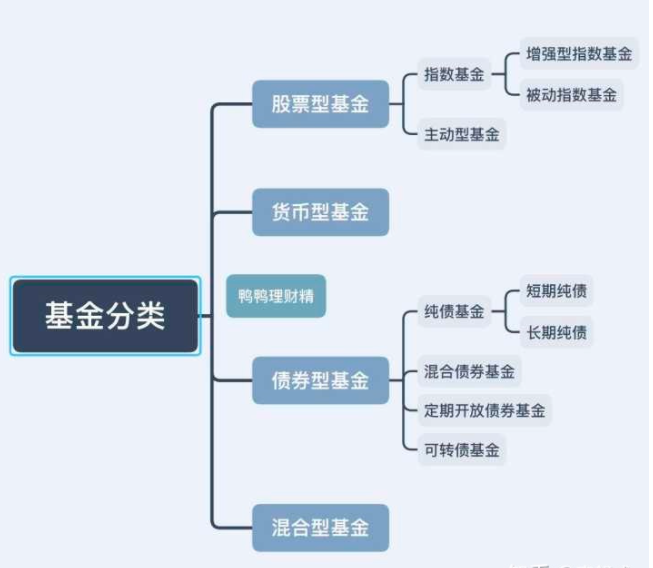 基金分类
股票型基金
指数基金
增强型指数基金
被动指数基金
主动型基金
货币型基金
鸭鸭理财精
债券型基金
纯债基金
短期纯债
长期纯债
混合债券基金
定期开放债券基金
可转债基金
混合型基金